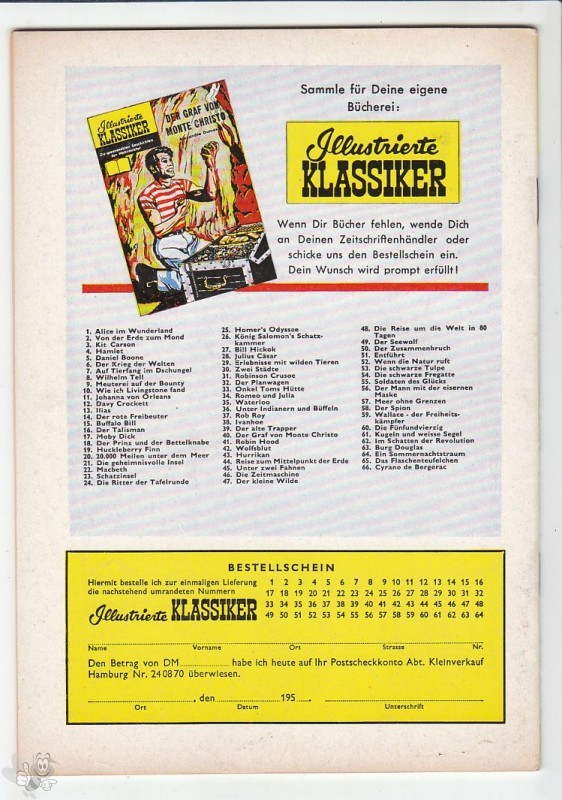 Sammle für Deine eigene
Bücherei:
Illustrierte
KLASSIKER
DER GRAF VON
MONTE CHRISTO
Illustrierte
KLASSIKER
Wenn Dir Bücher fehlen, wende Dich
an Deinen Zeitschriftenhändler oder
schicke uns den Bestellschein ein.
Dein Wunsch wird prompt erfüllt!
1. Alice im Wunderland
2. Von der Erde zum Mond
3. Kit Carson
4. Hamlet
5. Daniel Boone
6. Der Krieg der Welten
7. Auf Tierfang im Dschungel
8. Wilhelm Tell
9. Meuterei auf der Bounty
10. Wie ich Livingstone fand
11. Johanna von Orleans
12. Davy Crockett
13. Ilias
14. Der rote Freibeuter
15. Buffalo Bill
16. Der Talisman
17. Moby Dick
18. Der Prinz und der Bettelknabe
19. Huckleberry Finn
20. 20.000 Meilen unter dem Meer
21. Die geheimnisvolle Insel
22. Macbeth
23. Schatzinsel
24. Die Ritter der Tafelrunde
25. Homer's Odyssee
26. König Salomon's Schatz-
kammer
27. Bill Hickok
28. Julius Cäsar
29. Erlebnisse mit wilden Tieren
30. Zwei Städte
31. Robinson Crusoe
32. Der Planwagen
33. Onkel Toms Hütte
34. Romeo und Julia
35. Waterloo
36. Unter Indianern und Büffeln
37. Rob Roy
38. Ivanhoe
39. Der alte Trapper
40. Der Graf von Monte Christo
41. Robin Hood
42. Wolfsblut
43. Hurrikan
44. Reise zum Mittelpunkt der Erde
45. Unter zwei Fahnen
46. Die Zeitmaschine
47. Der kleine Wilde
48. Die Reise um die Welt in 80
Tagen
49. Der Seewolf
50. Der Zusammenbruch
51. Entführt
52. Wenn die Natur ruft
53. Die schwarze Tulpe
54. Die schwarze Fregatte
55. Soldaten des Glücks
56. Der Mann mit der eisernen
Maske
57. Meer ohne Grenzen
58. Der Spion
59. Wallace - der Freiheits-
kämpfer
60. Die Fünfundvierzig
61. Kugeln und weisse Segel
62. Im Schatten der Revolution
63. Burg Douglas
64. Ein Sommernachtstraum
65. Das Flaschenteufelchen
66. Cyrano de Bergerac
BESTELLSCHEIN
Hiermit bestelle ich zur einmaligen Lieferung
die nachstehend umrandeten Nummern
Illustrierte KLASSIKER
1 2 3 4 5 6 7 8 9 10 11 12 13 14 15 16
17 18 19 20 21 22 23 24 25 26 27 28 29 30 31 32
33 34 35 36 37 38 39 40 41 42 43 44 45 46 47 48
49 50 51 52 53 54 55 56 57 58 59 60 61 62 63 64
Name Vorname Ort Strasse Nr.
Den Betrag von DM habe ich heute auf Ihr Postscheckkonto Abt. Kleinverkauf
Hamburg Nr. 240870 überwiesen.
, den 195 .
Ort Datum Unterschrift